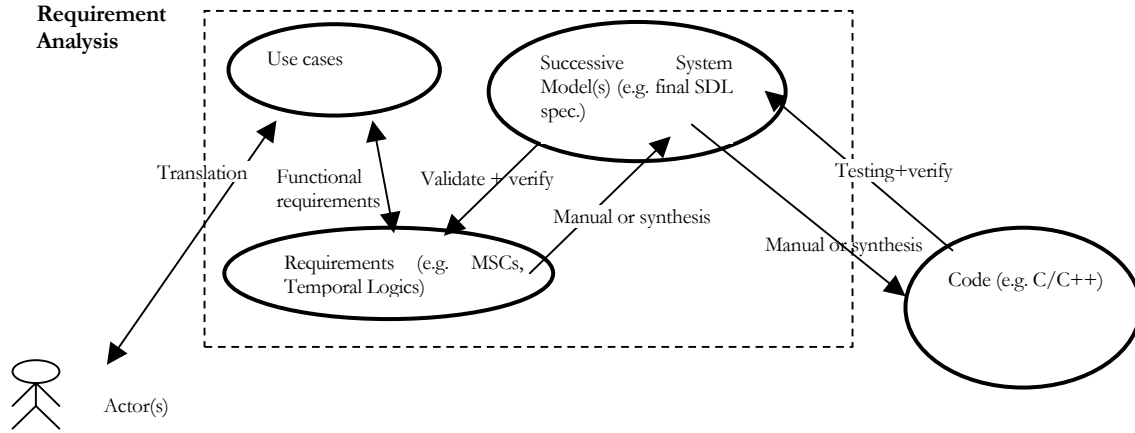 Requirement
Analysis
Use cases
Successive System
Model(s) (e.g. final SDL
spec.)
Translation
Functional
requirements
Validate + verify
Testing+verify
Manual or synthesis
Manual or synthesis
Requirements (e.g. MSCs,
Temporal Logics)
Code (e.g. C/C++)
Actor(s)